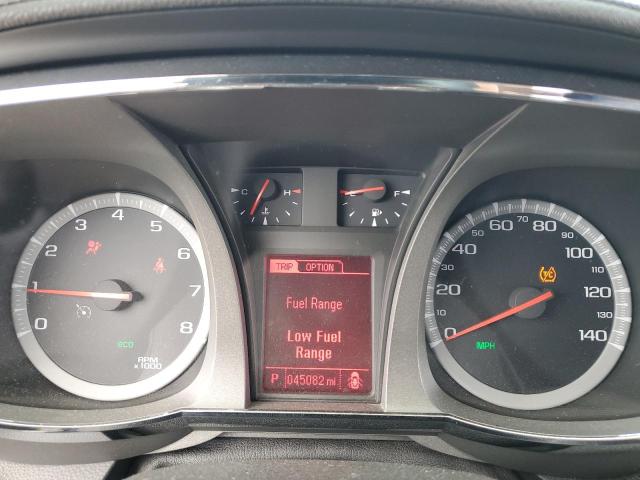 0 1 2 3 4 5 6 7 8
eco
RPM
x1000
C H
E F
TRIP OPTION
Fuel Range
Low Fuel
Range
P 045082 mi
0 20 40 60 80 100 120 140
10 30 50 70 90 110 130
T/C
MPH